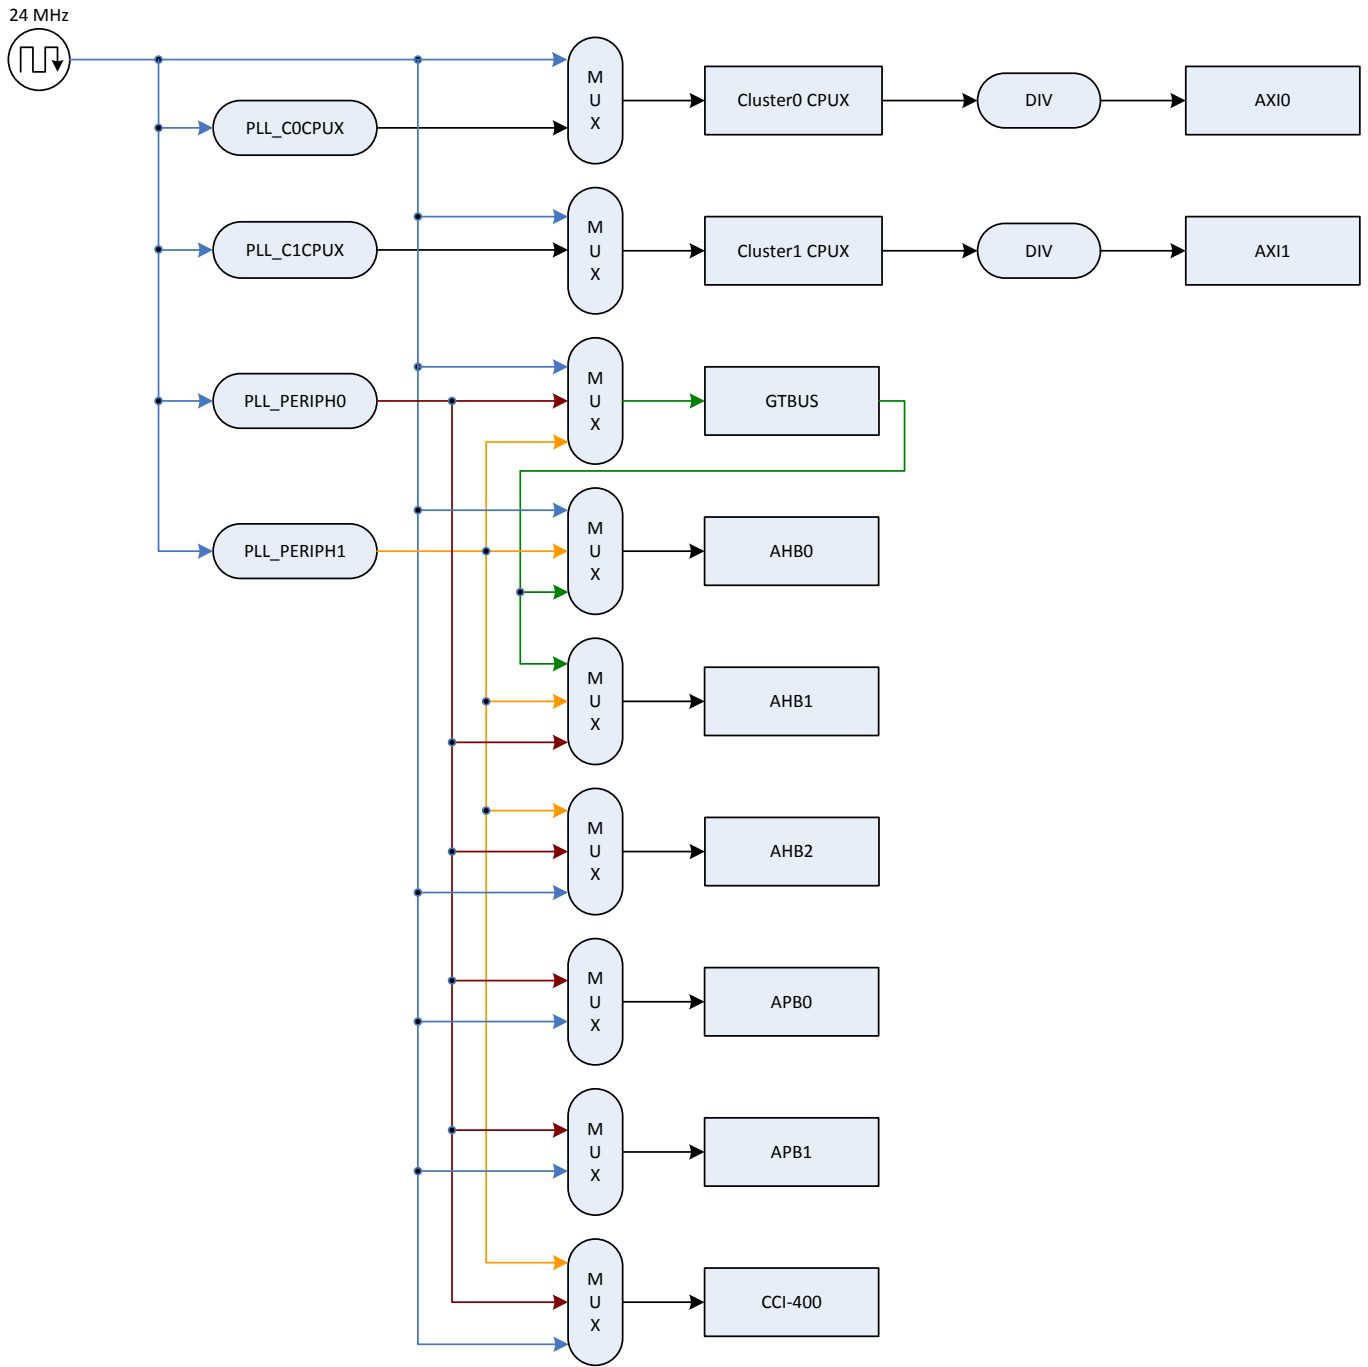 24 MHz
M
U
X
Cluster0 CPUX
DIV
AXI0
PLL_C0CPUX
M
U
X
PLL_C1CPUX
Cluster1 CPUX
DIV
AXI1
M
U
X
PLL_PERIPH0
GTBUS
M
U
X
PLL_PERIPH1
AHB0
M
U
X
AHB1
M
U
X
AHB2
M
U
X
APB0
M
U
X
APB1
M
U
X
CCI-400